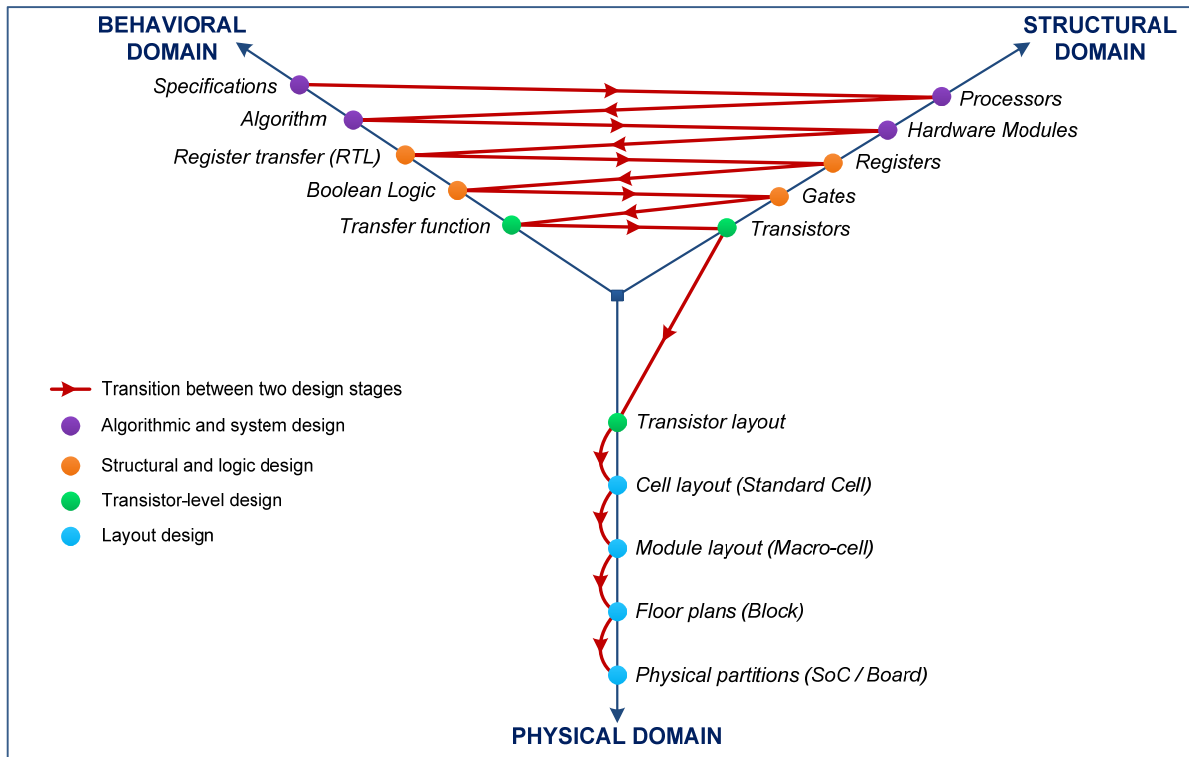 BEHAVIORAL
DOMAIN
STRUCTURAL
DOMAIN
Specifications
Processors
Algorithm
Hardware Modules
Register transfer (RTL)
Registers
Boolean Logic
Gates
Transfer function
Transistors
Transition between two design stages
Algorithmic and system design
Structural and logic design
Transistor-level design
Layout design
Transistor layout
Cell layout (Standard Cell)
Module layout (Macro-cell)
Floor plans (Block)
Physical partitions (SoC / Board)
PHYSICAL DOMAIN